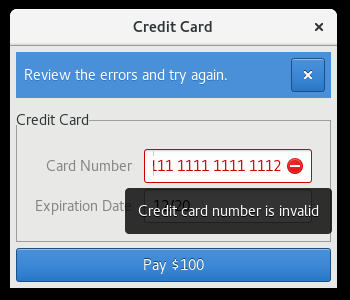 Credit Card
Review the errors and try again.
Credit Card
Card Number
111 1111 1111 1112
Expiration Date
12/20
Credit card number is invalid
Pay $100